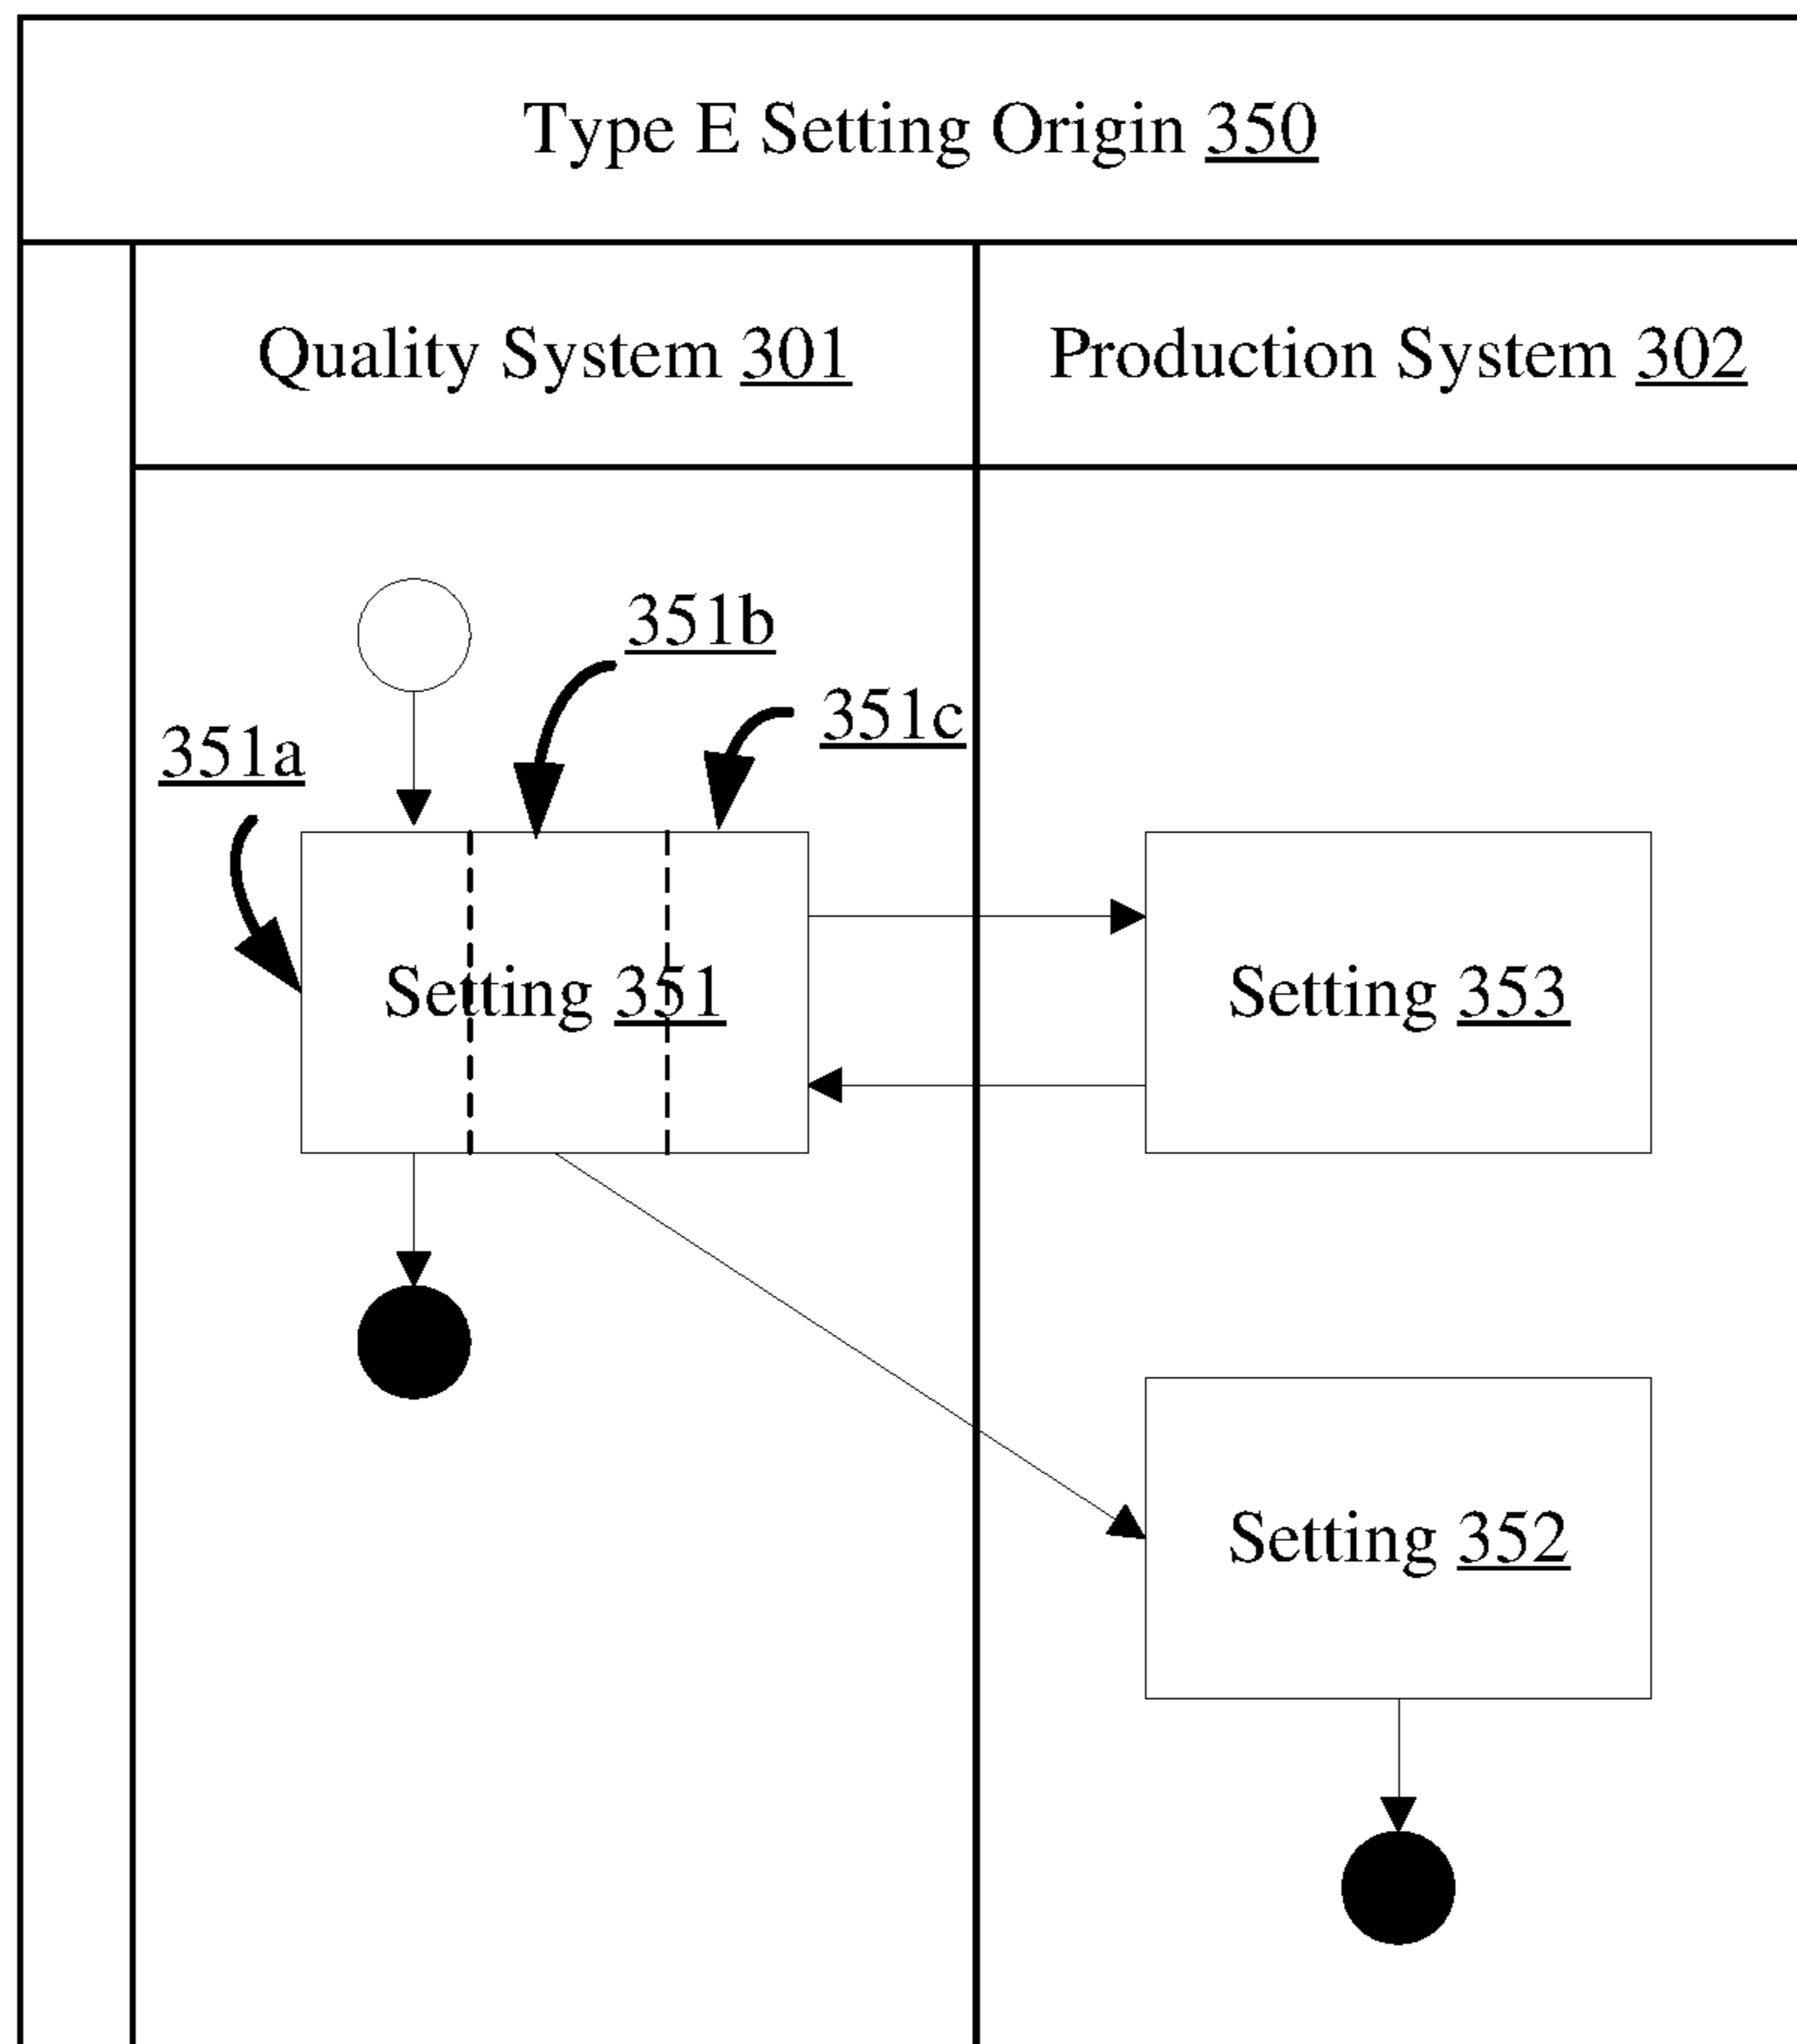 Type E Setting Origin 350
Quality System 301
Production System 302
351b
351c
351a
Setting 351
Setting 353
Setting 352